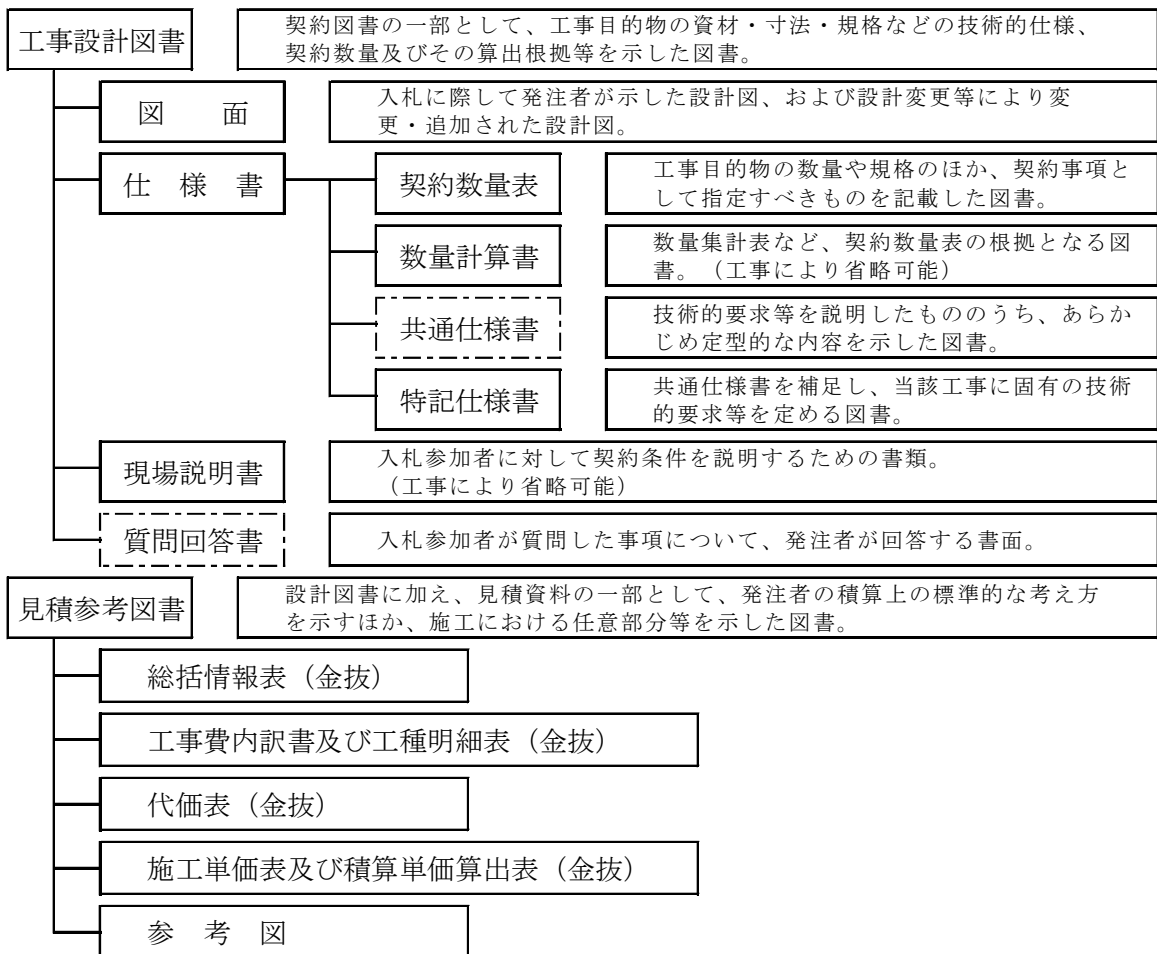 工事設計図書
契約図書の一部として、工事目的物の資材・寸法・規格などの技術的仕様、
契約数量及びその算出根拠等を示した図書。
図　面
入札に際して発注者が示した設計図、および設計変更等により変
更・追加された設計図。
仕様書
契約数量表
工事目的物の数量や規格のほか、契約事項と
して指定すべきものを記載した図書。
数量計算書
数量集計表など、契約数量表の根拠となる図
書。（工事により省略可能）
共通仕様書
技術的要求等を説明したもののうち、あらか
じめ定型的な内容を示した図書。
特記仕様書
共通仕様書を補足し、当該工事に固有の技術
的要求等を定める図書。
現場説明書
入札参加者に対して契約条件を説明するための書類。
（工事により省略可能）
質問回答書
入札参加者が質問した事項について、発注者が回答する書面。
見積参考図書
設計図書に加え、見積資料の一部として、発注者の積算上の標準的な考え方
を示すほか、施工における任意部分等を示した図書。
総括情報表（金抜）
工事費内訳書及び工種明細表（金抜）
代価表（金抜）
施工単価表及び積算単価算出表（金抜）
参　考　図